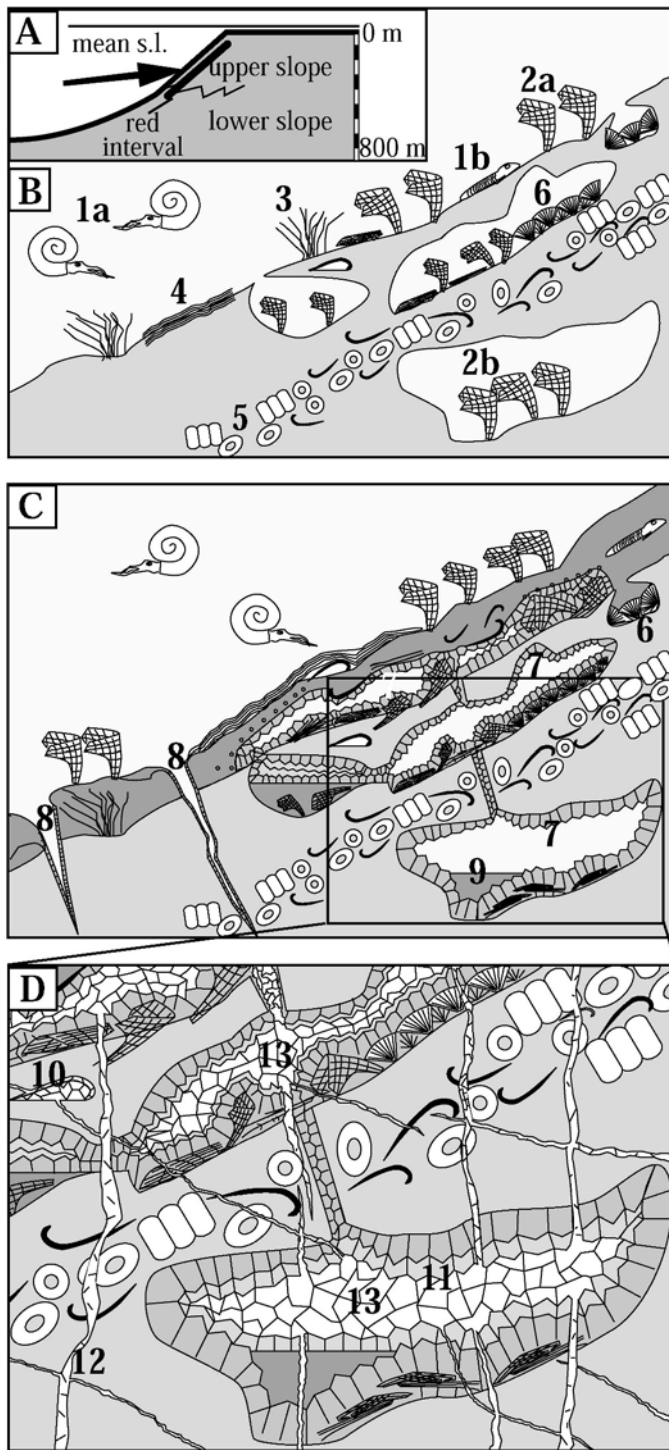 A
mean s.l.
0 m
upper slope
lower slope
red
interval
800 m
B
1a
3
1b
2a
6
4
2b
5
C
6
7
8
8
7
9
D
10
13
11
13
12